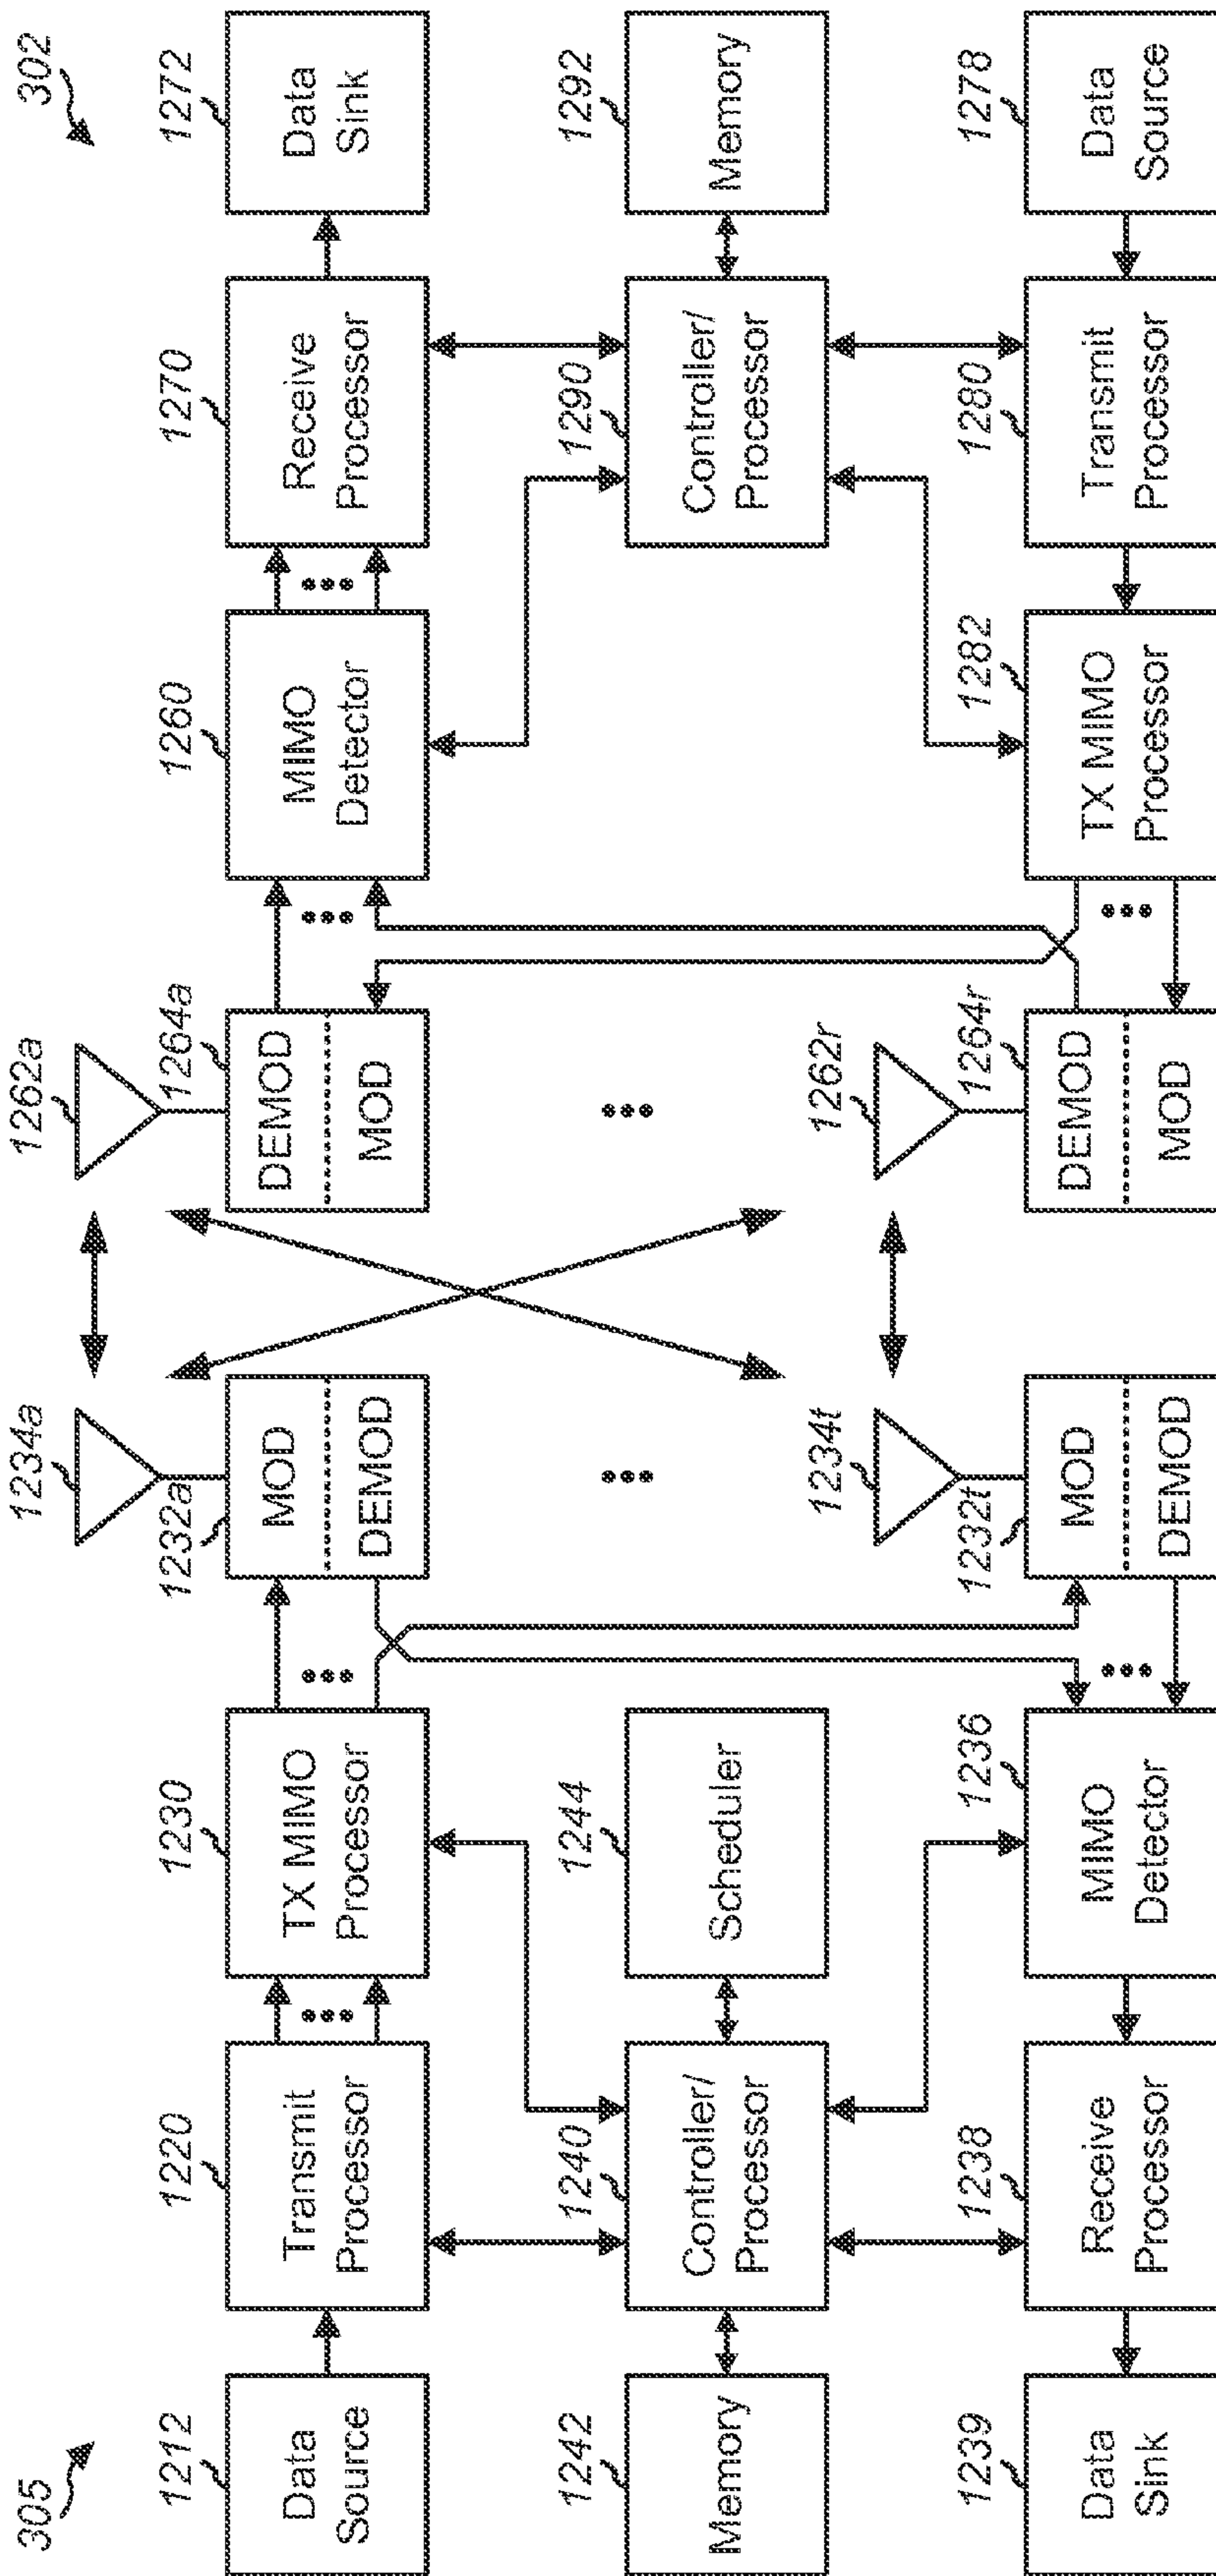 305
302
1212
Data
Source
1220
Transmit
Processor
1230
TX MIMO
Processor
1234a
1232a
MOD
DEMOD
1262a
1264a
DEMOD
MOD
1260
MIMO
Detector
1270
Receive
Processor
1272
Data
Sink
1242
Memory
1240
Controller/
Processor
1244
Scheduler
1290
Controller/
Processor
1292
Memory
1239
Data
Sink
1238
Receive
Processor
1236
MIMO
Detector
1234t
1232t
MOD
DEMOD
1262r
1264r
DEMOD
MOD
1282
TX MIMO
Processor
1280
Transmit
Processor
1278
Data
Source